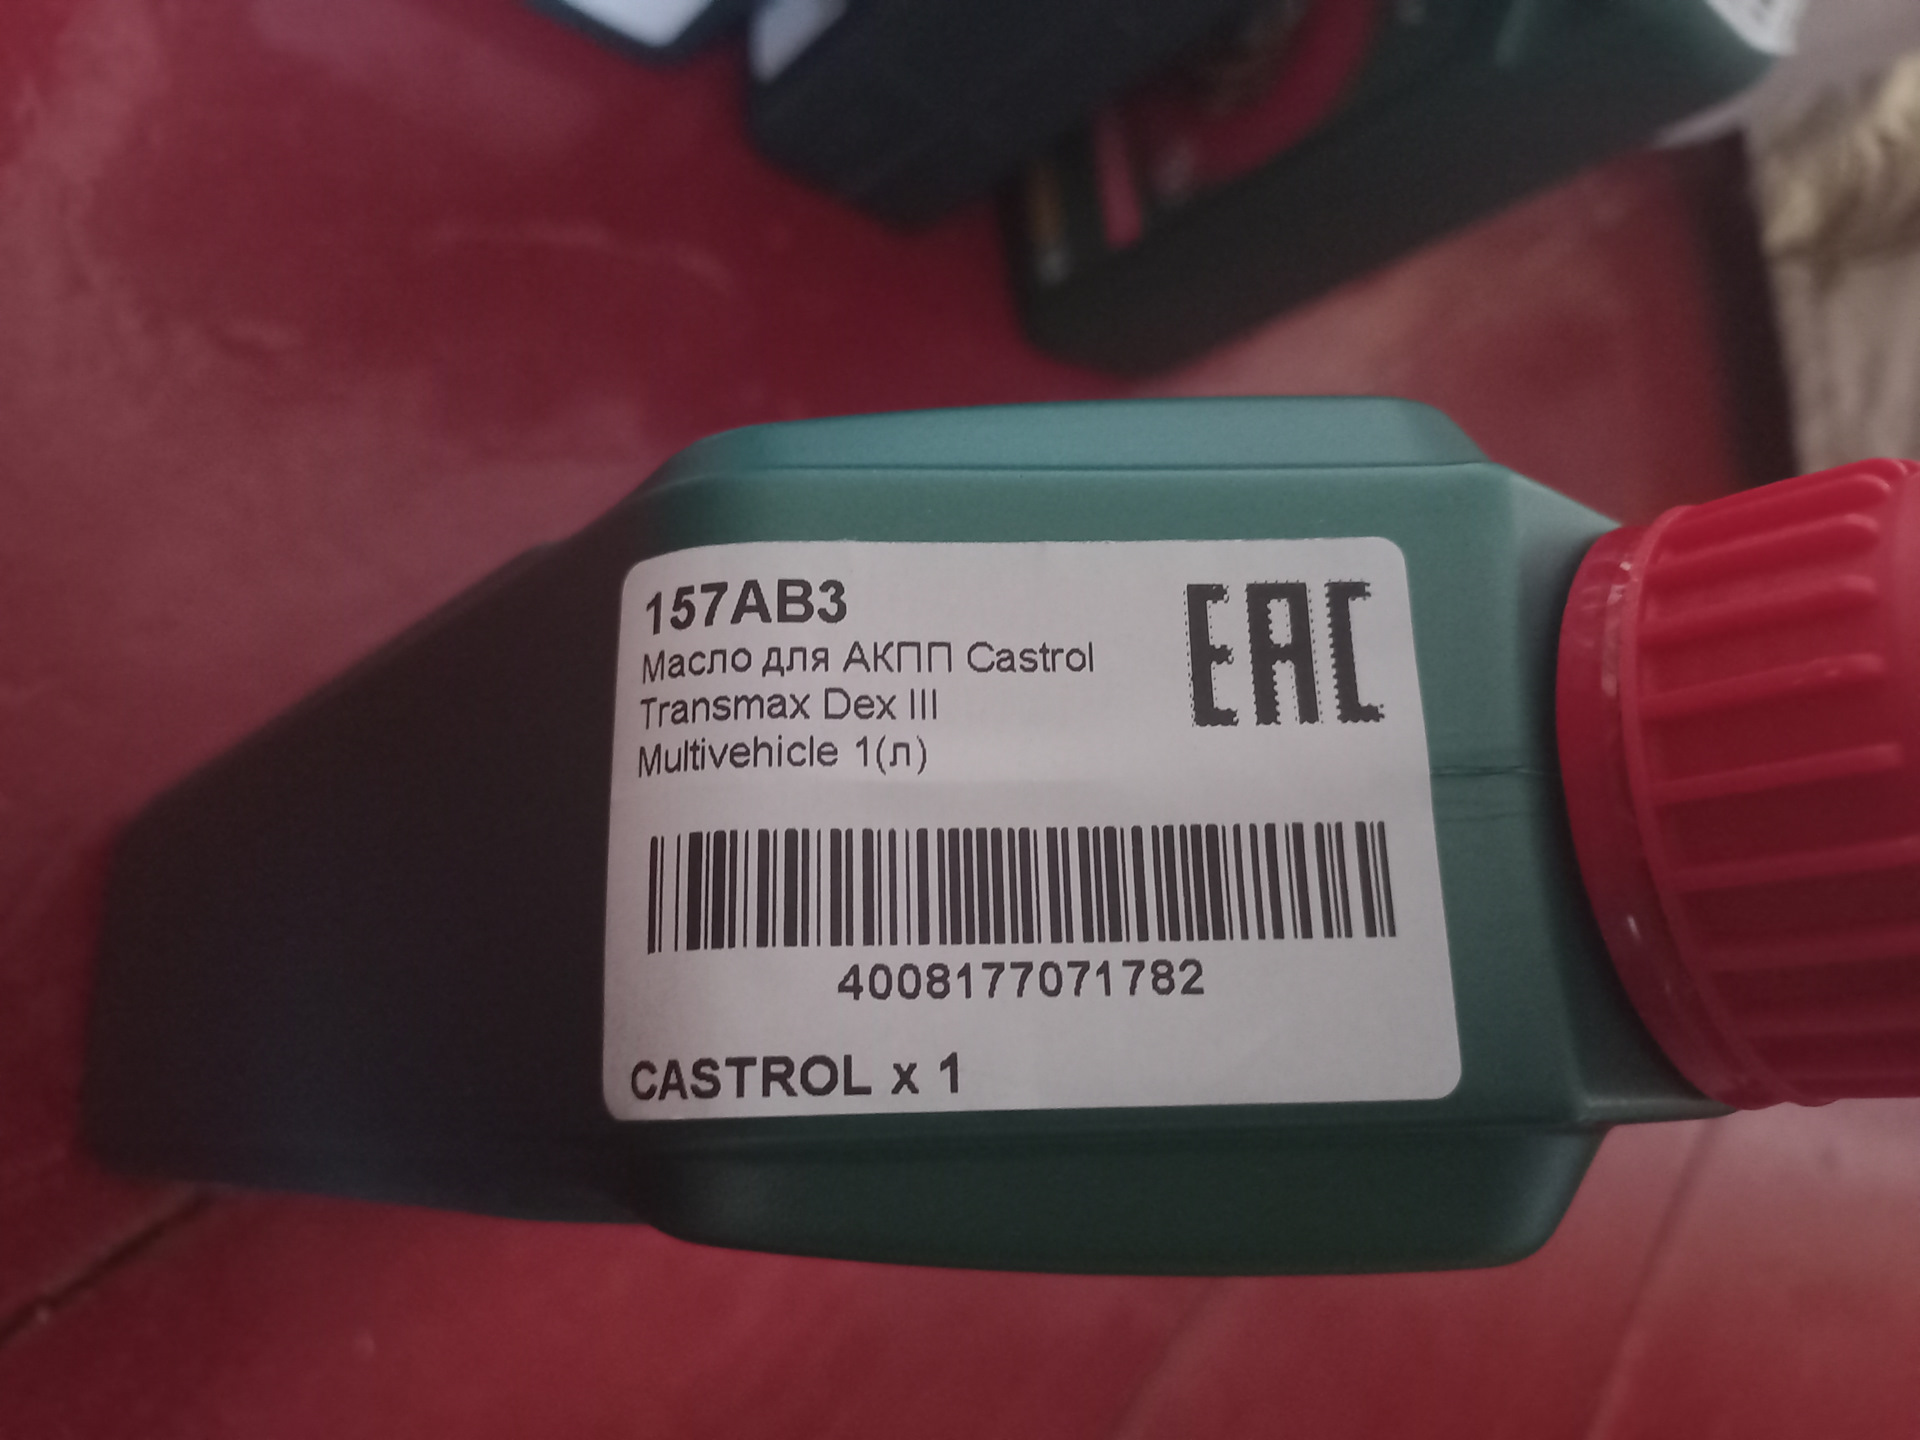 157AB3
EAC
Масло для АКПП Castrol
Transmax Dex III
Multivehicle 1(л)
4008177071782
CASTROL x 1